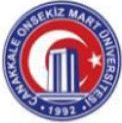 ÇANAKKALE ONSEKİZ MART ÜNİVERSİTESİ
• 1992 •